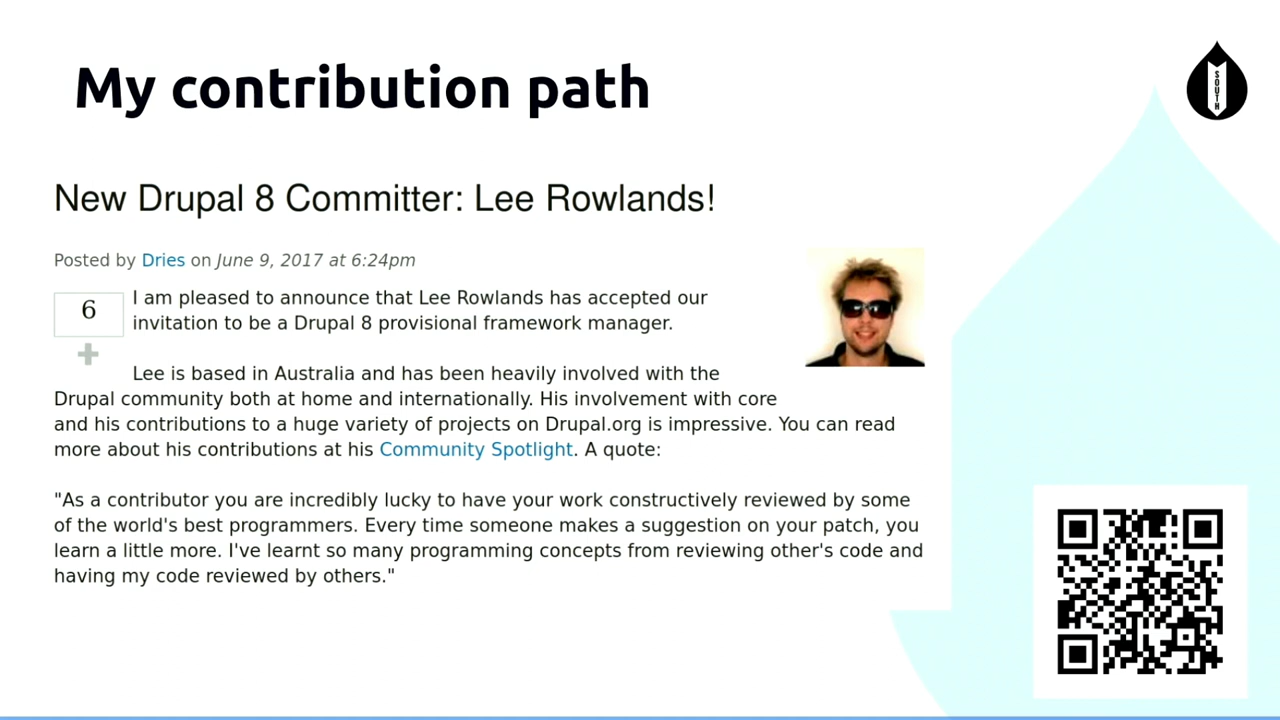 My contribution path
SOUTH
New Drupal 8 Committer: Lee Rowlands!
Posted by Dries on June 9, 2017 at 6:24pm
6
I am pleased to announce that Lee Rowlands has accepted our
invitation to be a Drupal 8 provisional framework manager.
Lee is based in Australia and has been heavily involved with the
Drupal community both at home and internationally. His involvement with core
and his contributions to a huge variety of projects on Drupal.org is impressive. You can read
more about his contributions at his Community Spotlight. A quote:
"As a contributor you are incredibly lucky to have your work constructively reviewed by some
of the world's best programmers. Every time someone makes a suggestion on your patch, you
learn a little more. I've learnt so many programming concepts from reviewing other's code and
having my code reviewed by others."